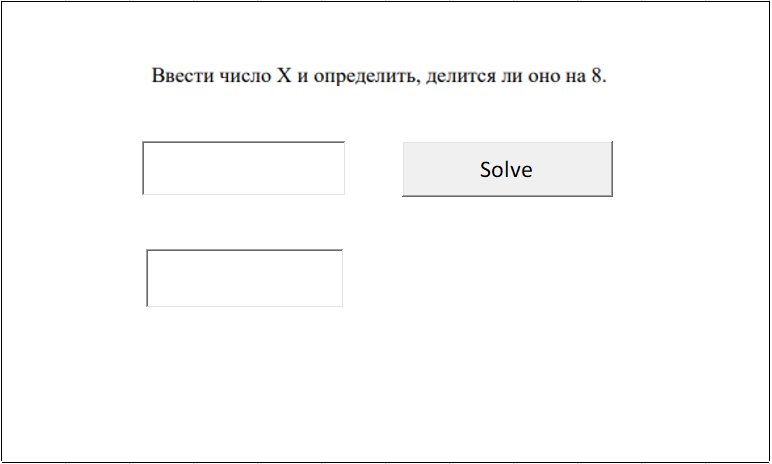 Ввести число X и определить, делится ли оно на 8.
Solve